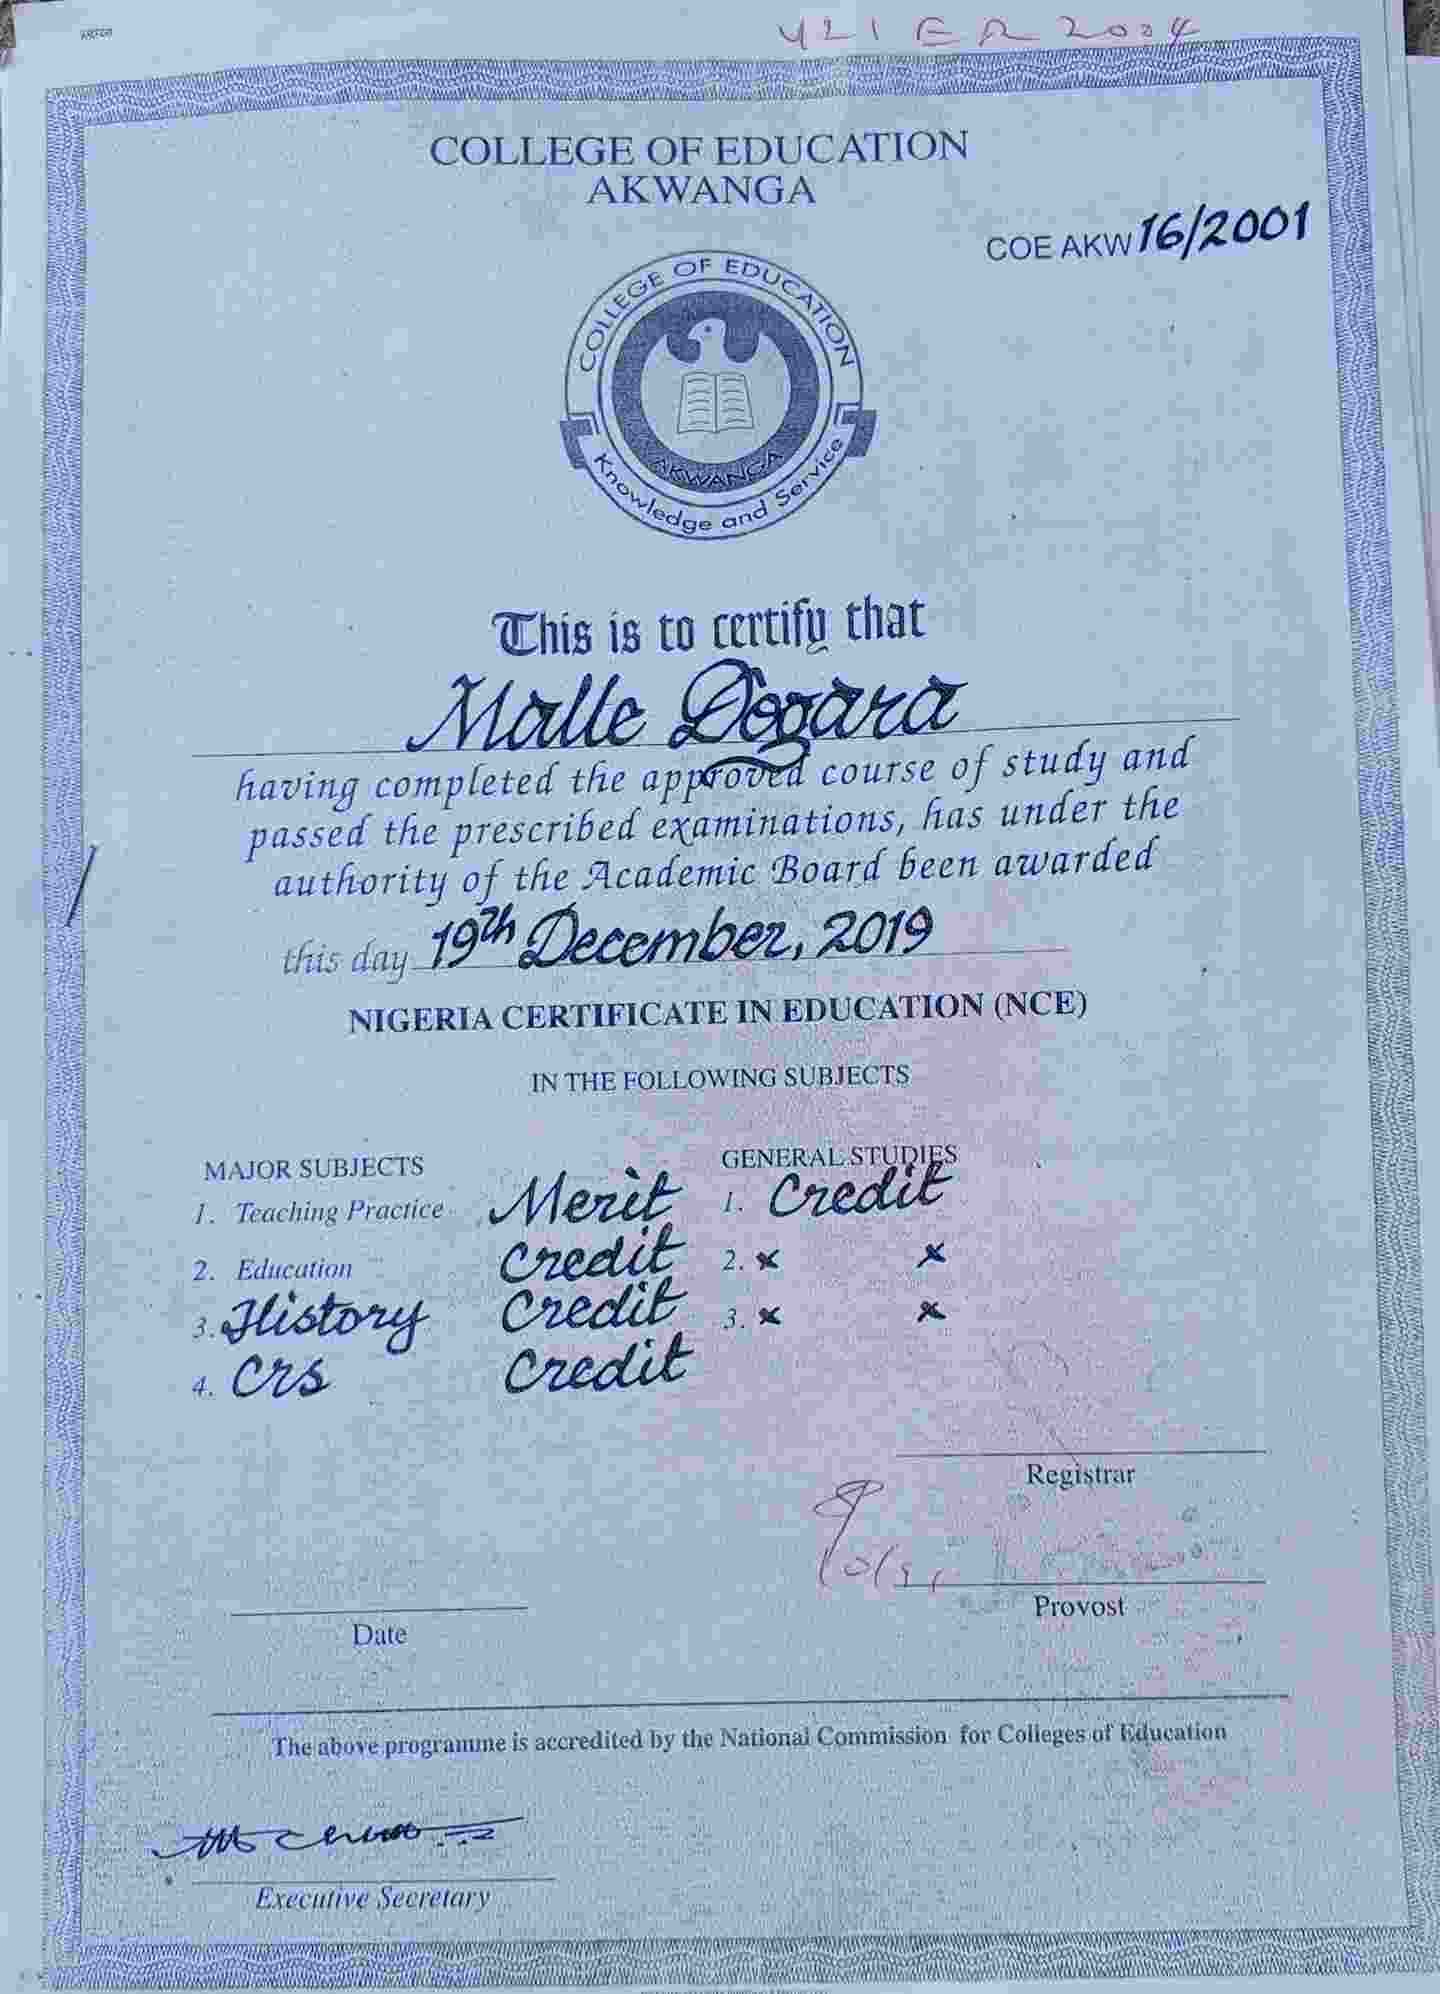 COLLEGE OF EDUCATION
AKWANGA
COE AKW 16/2001
COLLEGE OF EDUCATION
AKWANGA
Knowledge and Service
This is to certify that
Malle Dogara
having completed the approved course of study and
passed the prescribed examinations, has under the
authority of the Academic Board been awarded
this day 19th December, 2019
NIGERIA CERTIFICATE IN EDUCATION (NCE)
IN THE FOLLOWING SUBJECTS
MAJOR SUBJECTS GENERAL STUDIES
1. Teaching Practice Merit 1. Credit
2. Education Credit 2. x x
3. History Credit 3. x x
4. CRS Credit
Registrar
Provost
Date
The above programme is accredited by the National Commission for Colleges of Education
Executive Secretary